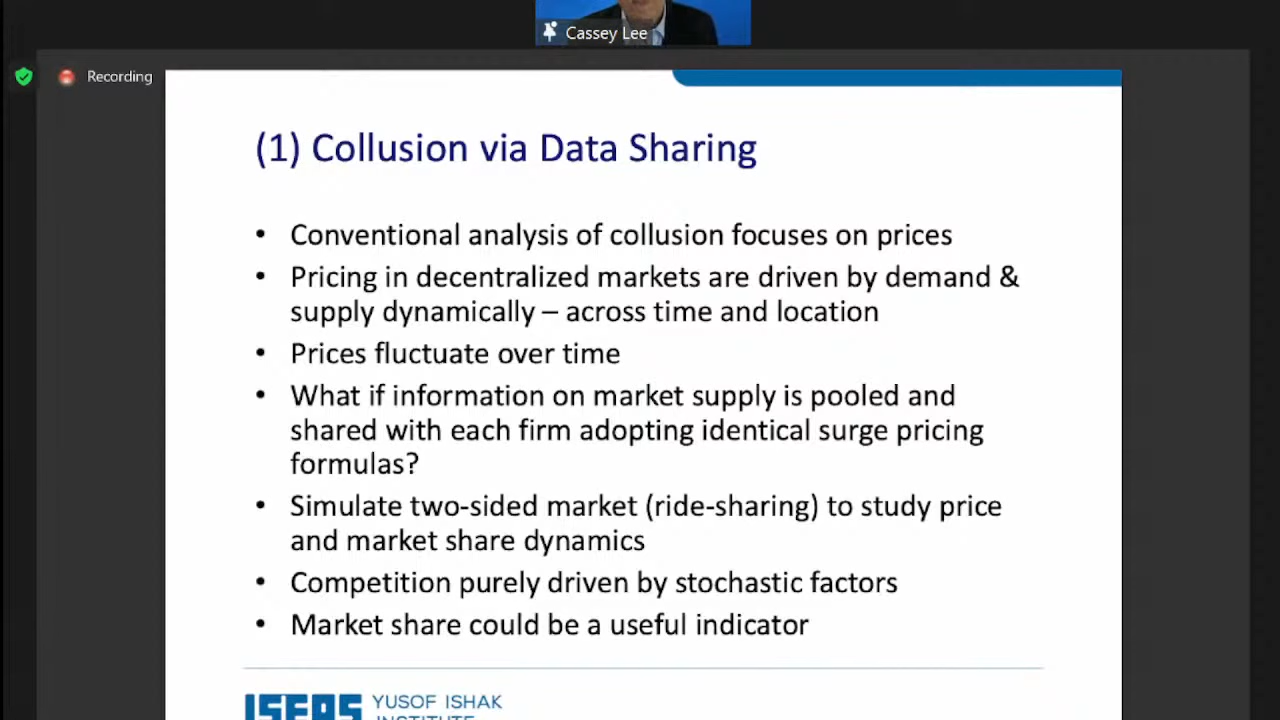 Cassey Lee
Recording
(1) Collusion via Data Sharing
• Conventional analysis of collusion focuses on prices
• Pricing in decentralized markets are driven by demand &
supply dynamically – across time and location
• Prices fluctuate over time
• What if information on market supply is pooled and
shared with each firm adopting identical surge pricing
formulas?
• Simulate two-sided market (ride-sharing) to study price
and market share dynamics
• Competition purely driven by stochastic factors
• Market share could be a useful indicator
ISEAS YUSOF ISHAK
INSTITUTE